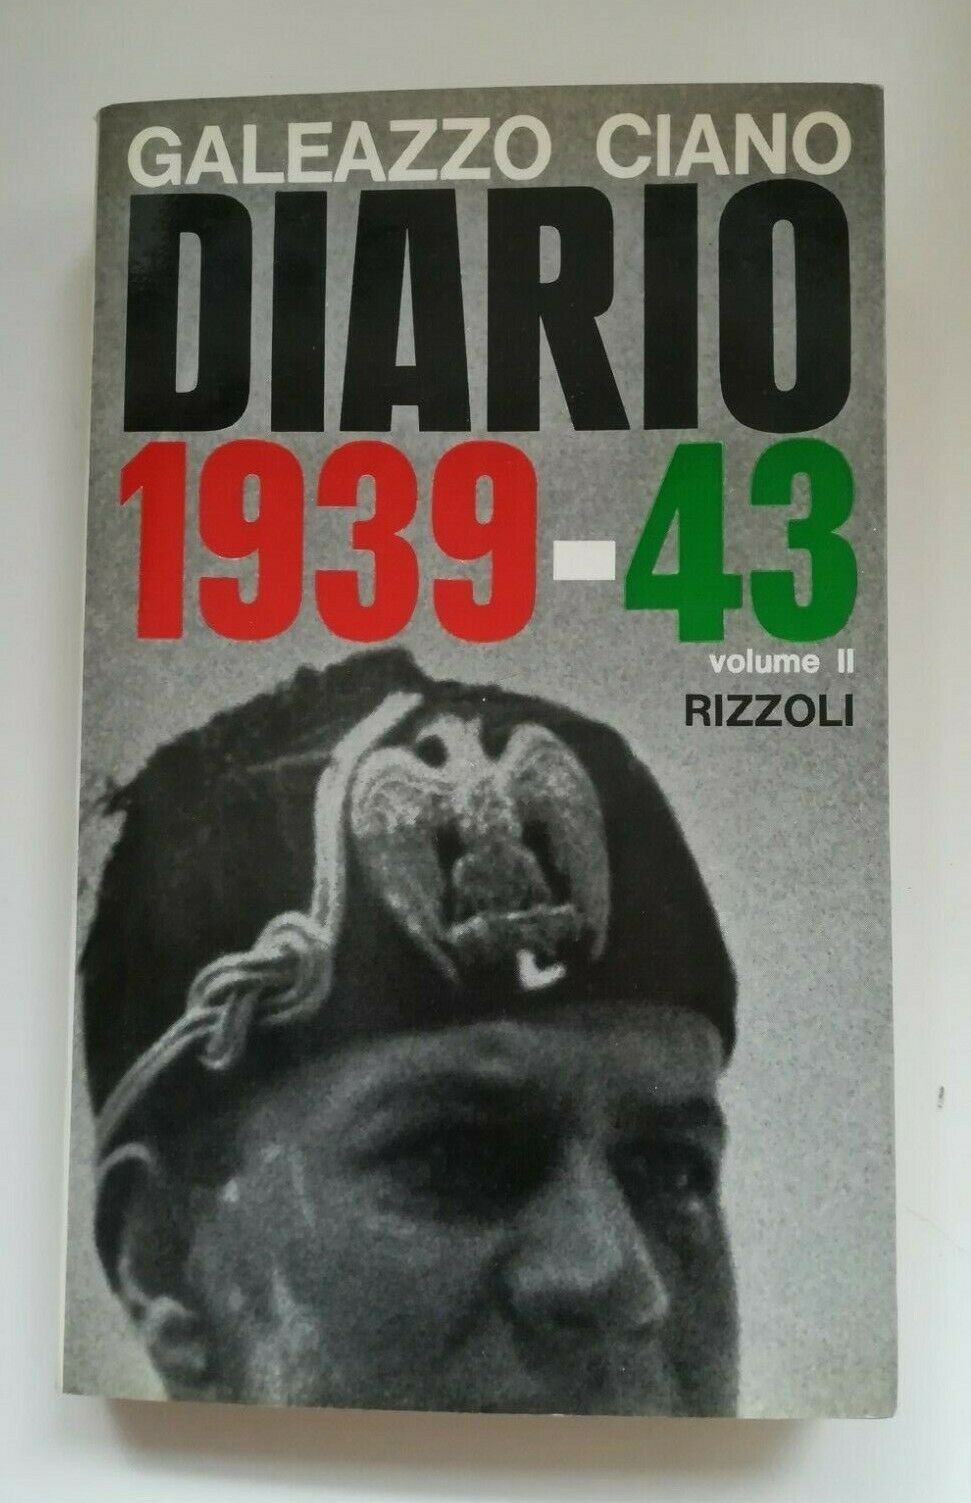 GALEAZZO CIANO
DIARIO
1939-43
volume II
RIZZOLI